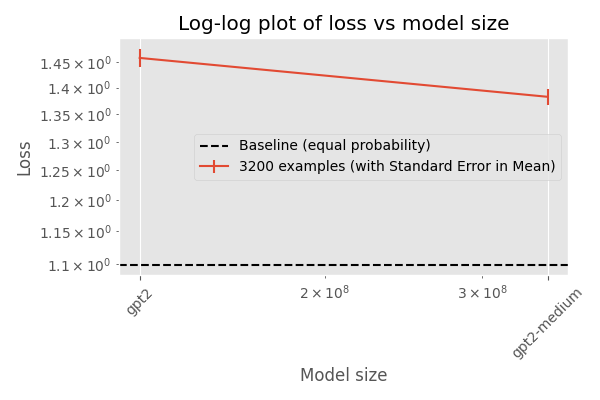 Log-log plot of loss vs model size
Loss
1.45 × 10⁰
1.4 × 10⁰
1.35 × 10⁰
1.3 × 10⁰
1.25 × 10⁰
1.2 × 10⁰
1.15 × 10⁰
1.1 × 10⁰
Baseline (equal probability)
3200 examples (with Standard Error in Mean)
gpt2
2 × 10⁸
3 × 10⁸
gpt2-medium
Model size